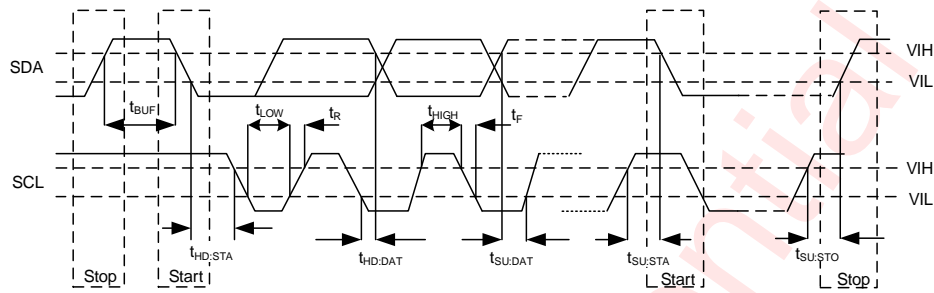 SDA
VIH
VIL
tBUF
tLOW
tR
tHIGH
tF
SCL
VIH
VIL
tHD:STA
tHD:DAT
tSU:DAT
tSU:STA
tSU:STO
Stop
Start
Start
Stop
ential